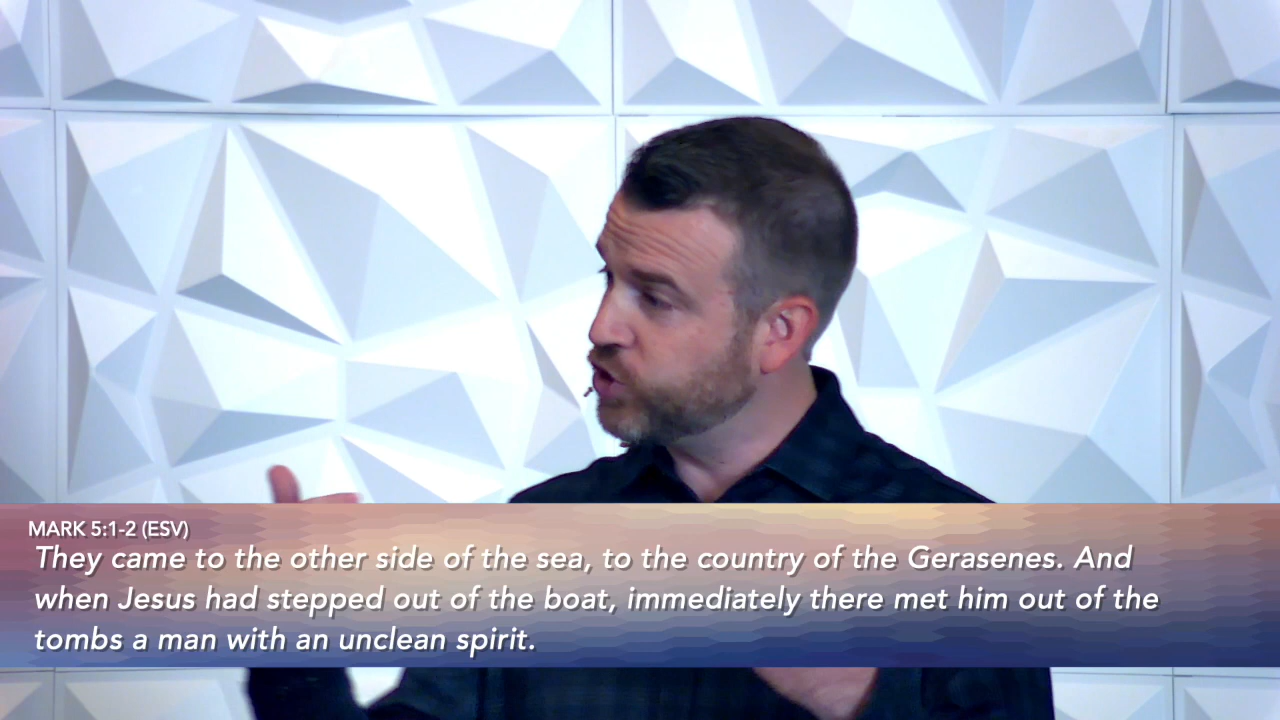 MARK 5:1-2 (ESV)
They came to the other side of the sea, to the country of the Gerasenes. And
when Jesus had stepped out of the boat, immediately there met him out of the
tombs a man with an unclean spirit.